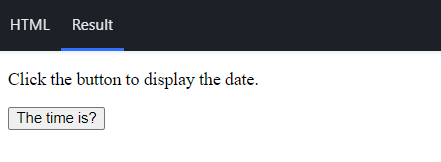 HTML Result
Click the button to display the date.
The time is?